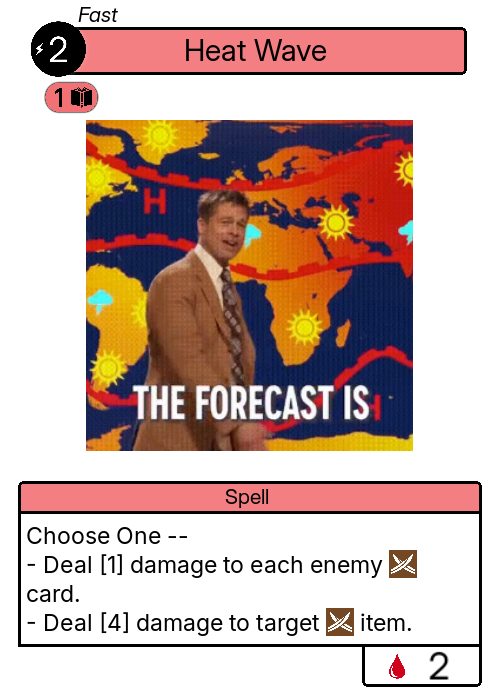 Fast
2
Heat Wave
1
H
THE FORECAST IS
Spell
Choose One --
- Deal [1] damage to each enemy
card.
- Deal [4] damage to target item.
2